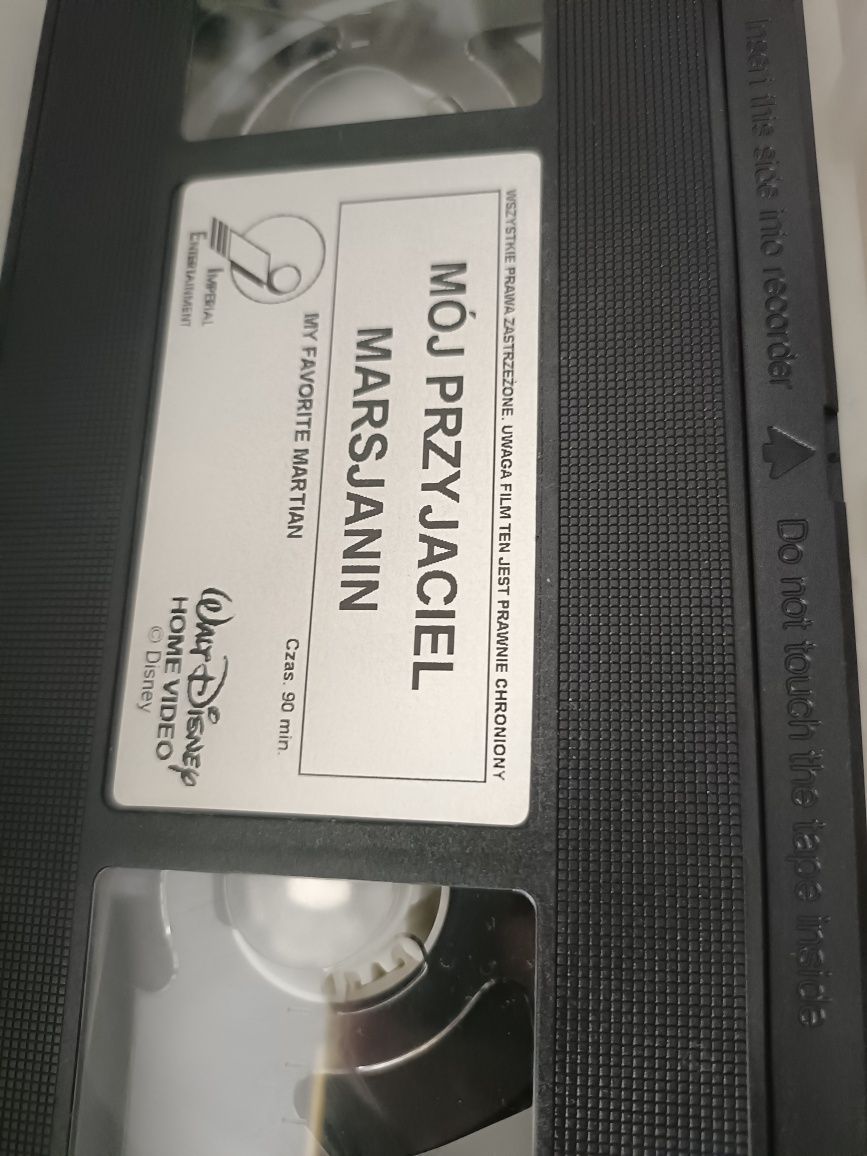 Insert this side into recorder Do not touch the tape inside
WSZYSTKIE PRAWA ZASTRZEŻONE. UWAGA FILM TEN JEST PRAWNIE CHRONIONY
MÓJ PRZYJACIEL
MARSJANIN
MY FAVORITE MARTIAN
Czas. 90 min.
IMPERIAL
ENTERTAINMENT
WALT DISNEY
HOME VIDEO
© Disney